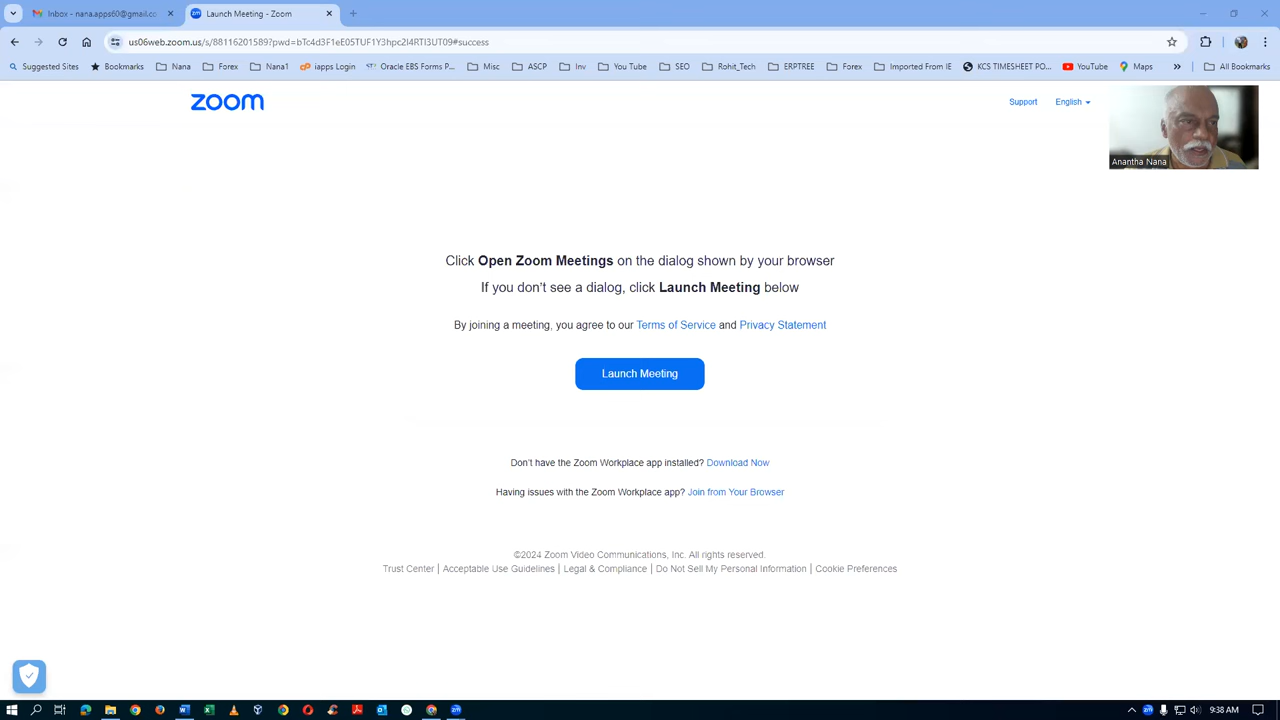 Inbox - nana.apps60@gmail.co
Launch Meeting - Zoom
us06web.zoom.us/s/88116201589?pwd=bTc4d3F1eE05TUF1Y3hpc2I4RTI3UT09#success
Suggested Sites
Bookmarks
Nana
Forex
Nana1
iapps Login
Oracle EBS Forms P...
Misc
ASCP
Inv
You Tube
SEO
Rohit_Tech
ERPTREE
Forex
Imported From IE
KCS TIMESHEET PO...
YouTube
Maps
All Bookmarks
zoom
Support
English
Anantha Nana
Click Open Zoom Meetings on the dialog shown by your browser
If you don't see a dialog, click Launch Meeting below
By joining a meeting, you agree to our Terms of Service and Privacy Statement
Launch Meeting
Don't have the Zoom Workplace app installed? Download Now
Having issues with the Zoom Workplace app? Join from Your Browser
©2024 Zoom Video Communications, Inc. All rights reserved.
Trust Center | Acceptable Use Guidelines | Legal & Compliance | Do Not Sell My Personal Information | Cookie Preferences
9:38 AM